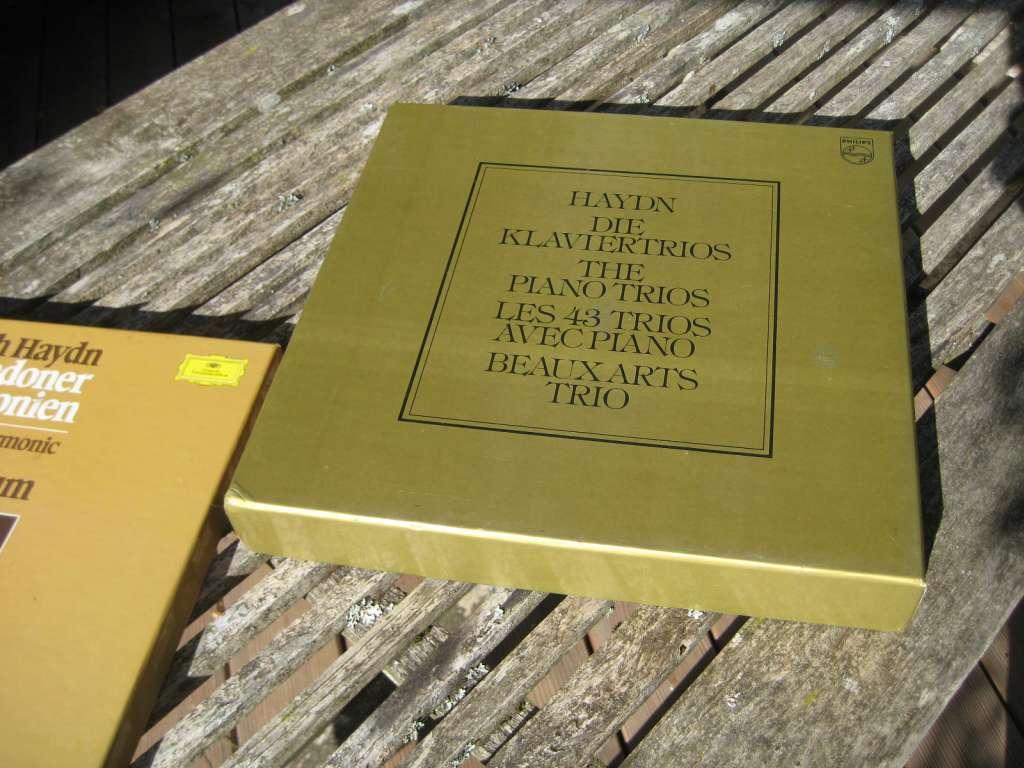 PHILIPS
HAYDN
DIE
KLAVIERTRIOS
THE
PIANO TRIOS
LES 43 TRIOS
AVEC PIANO
BEAUX ARTS
TRIO
h Haydn
doner
onien
rmonic
um